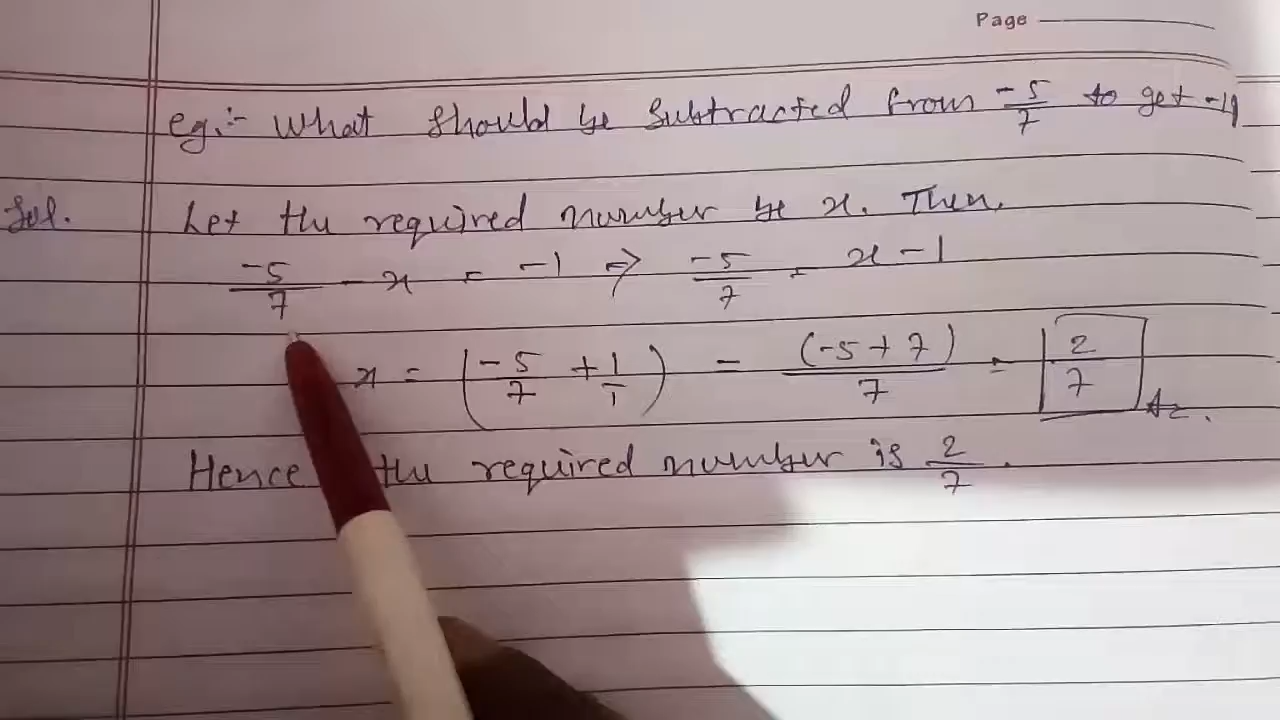 Page
eg:- What should be subtracted from -5/7 to get -1?
Sol. Let the required number be x. Then,
-5/7 - x = -1 ⇒ -5/7 = x - 1
x = (-5/7 + 1/1) = (-5+7)/7 = 2/7
Hence the required number is 2/7.